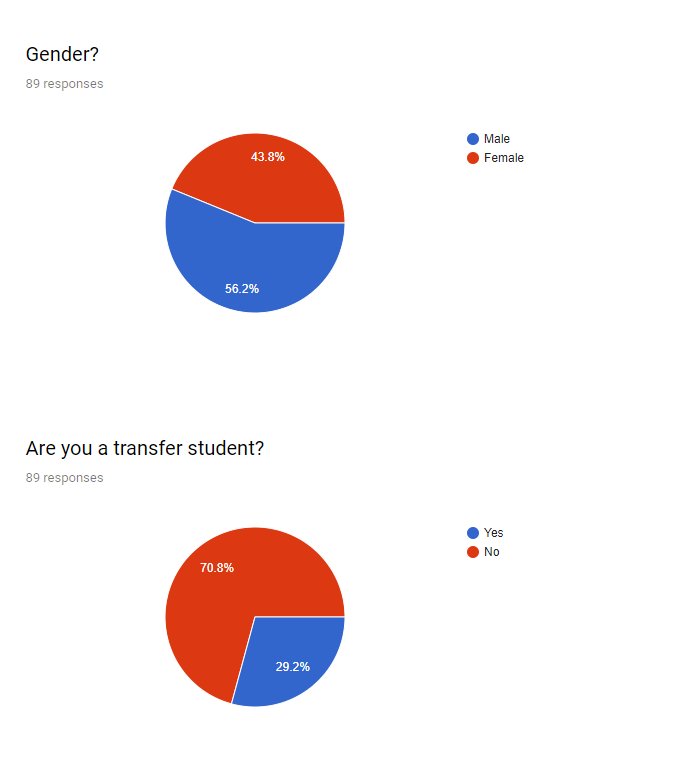 Gender?
89 responses
Male
43.8%
Female
56.2%
Are you a transfer student?
89 responses
Yes
No
70.8%
29.2%